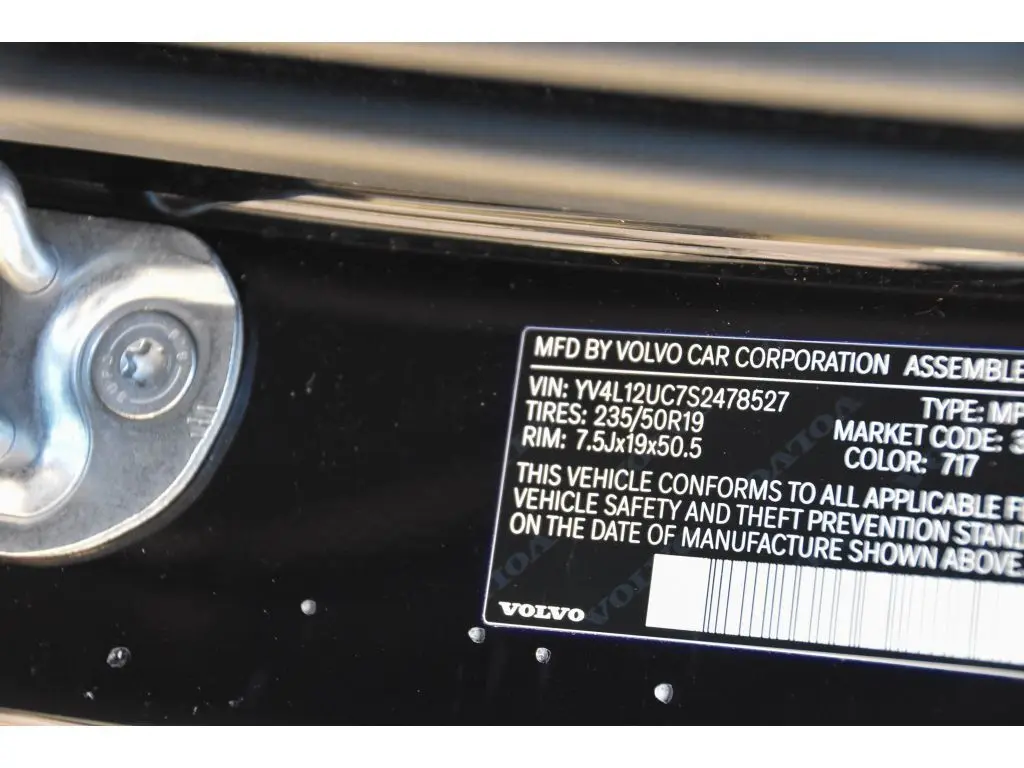 MFD BY VOLVO CAR CORPORATION ASSEMBLE
VIN: YV4L12UC7S2478527 TYPE: MP
TIRES: 235/50R19 MARKET CODE: 3
RIM: 7.5Jx19x50.5 COLOR: 717
THIS VEHICLE CONFORMS TO ALL APPLICABLE F
VEHICLE SAFETY AND THEFT PREVENTION STAND
ON THE DATE OF MANUFACTURE SHOWN ABOVE.
VOLVO